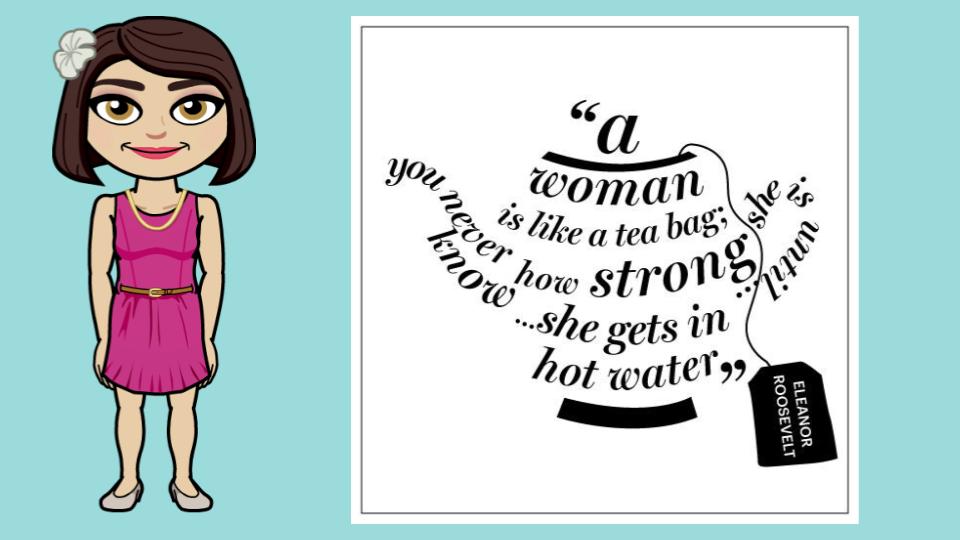 “a
woman
is like a tea bag;
you never
know
how strong
she is
...until
...she gets in
hot water”
ELEANOR
ROOSEVELT